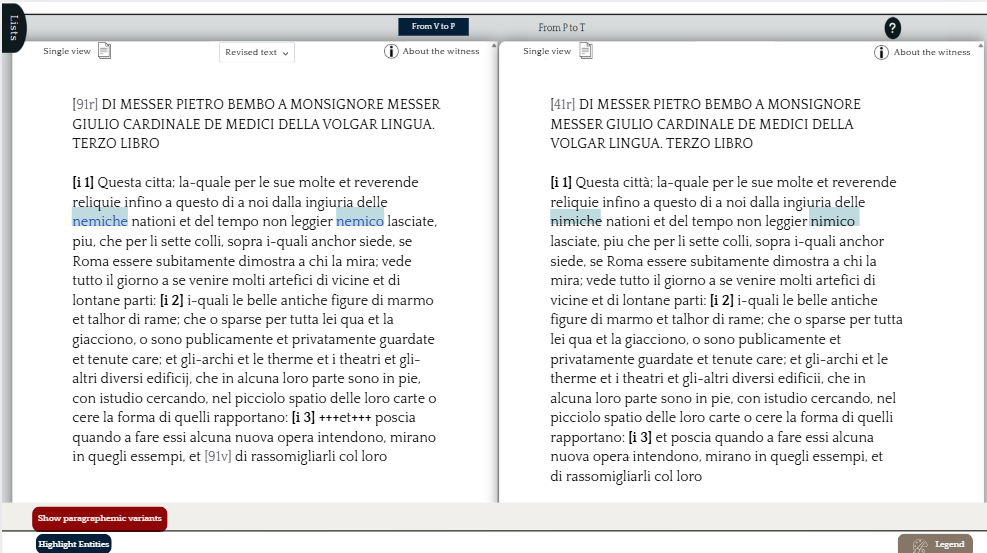 Lists
From V to P
From P to T
?
Single view
Revised text
About the witness
Single view
About the witness
[91r] DI MESSER PIETRO BEMBO A MONSIGNORE MESSER
GIULIO CARDINALE DE MEDICI DELLA VOLGAR LINGUA.
TERZO LIBRO
[i 1] Questa citta; la-quale per le sue molte et reverende
reliquie infino a questo di a noi dalla ingiuria delle
nemiche nationi et del tempo non leggier nemico lasciate,
piu, che per li sette colli, sopra i-quali anchor siede, se
Roma essere subitamente dimostra a chi la mira; vede
tutto il giorno a se venire molti artefici di vicine et di
lontane parti: [i 2] i-quali le belle antiche figure di marmo
et talhor di rame; che o sparse per tutta lei qua et la
giacciono, o sono publicamente et privatamente guardate
et tenute care; et gli-archi et le therme et i theatri et gli-
altri diversi edificij, che in alcuna loro parte sono in pie,
con istudio cercando, nel picciolo spatio delle loro carte o
cere la forma di quelli rapportano: [i 3] +++et+++ poscia
quando a fare essi alcuna nuova opera intendono, mirano
in quegli essempi, et [91v] di rassomigliarli col loro
[41r] DI MESSER PIETRO BEMBO A MONSIGNORE
MESSER GIULIO CARDINALE DE MEDICI DELLA
VOLGAR LINGUA. TERZO LIBRO
[i 1] Questa città; la-quale per le sue molte et reverende
reliquie infino a questo di a noi dalla ingiuria delle
nimiche nationi et del tempo non leggier nimico
lasciate, piu che per li sette colli, sopra i-quali anchor
siede, se Roma essere subitamente dimostra a chi la
mira; vede tutto il giorno a se venire molti artefici di
vicine et di lontane parti: [i 2] i-quali le belle antiche
figure di marmo et talhor di rame; che o sparse per tutta
lei qua et la giacciono, o sono publicamente et
privatamente guardate et tenute care; et gli-archi et le
therme et i theatri et gli-altri diversi edificii, che in
alcuna loro parte sono in pie, con istudio cercando, nel
picciolo spatio delle loro carte o cere la forma di quelli
rapportano: [i 3] et poscia quando a fare essi alcuna
nuova opera intendono, mirano in quegli essempi, et
di rassomigliarli col loro
Show paragraphemic variants
Highlight Entities
Legend